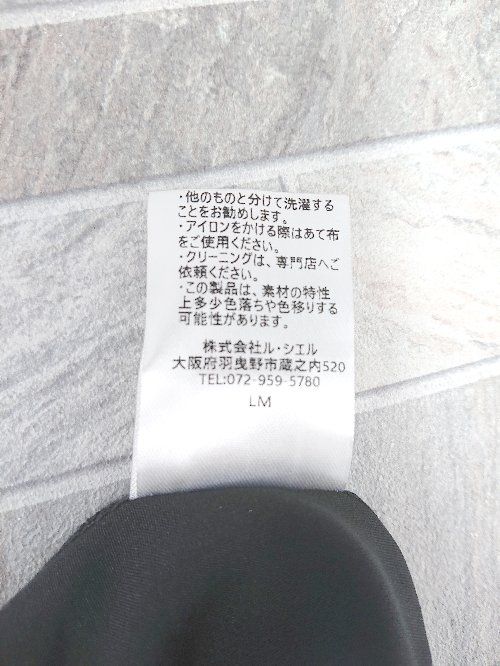 ・他のものと分けて洗濯する
ことをお勧めします。
・アイロンをかける際はあて布
をご使用ください。
・クリーニングは、専門店へご
依頼ください。
・この製品は、素材の特性
上多少色落ちや色移りする
可能性があります。
株式会社ル・シエル
大阪府羽曳野市蔵之内520
TEL:072-959-5780
LM